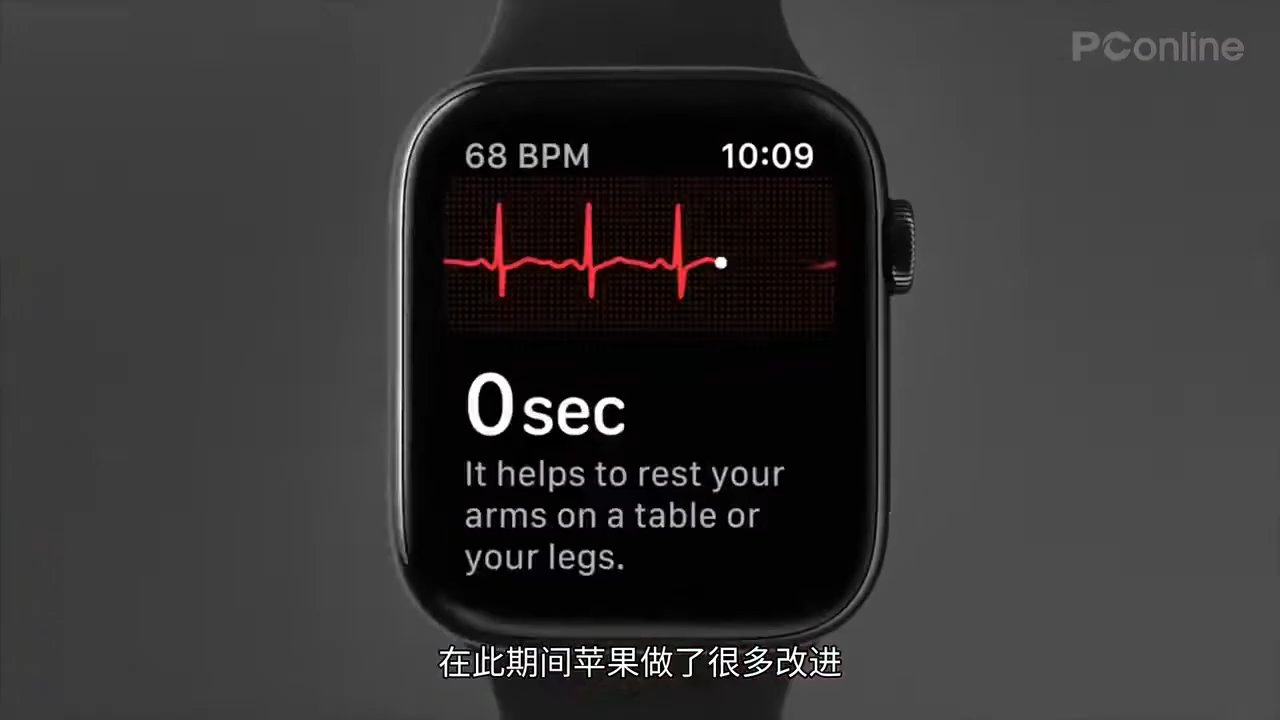 PConline
68 BPM 10:09
0sec
It helps to rest your
arms on a table or
your legs.
在此期间苹果做了很多改进